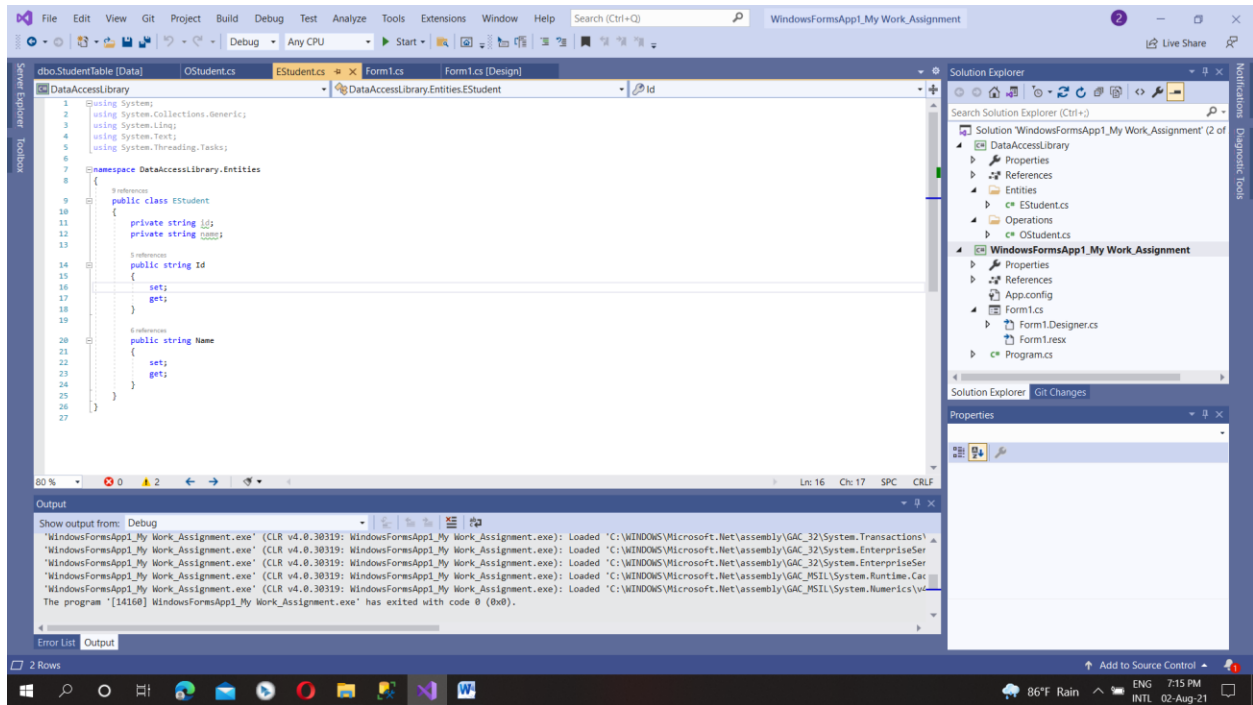 File Edit View Git Project Build Debug Test Analyze Tools Extensions Window Help Search (Ctrl+Q) WindowsFormsApp1_My Work_Assignment 2
Debug Any CPU Start Live Share
Server Explorer
Toolbox
dbo.StudentTable [Data] OStudent.cs EStudent.cs Form1.cs Form1.cs [Design]
DataAccessLibrary DataAccessLibrary.Entities.EStudent Id
1 using System;
2 using System.Collections.Generic;
3 using System.Linq;
4 using System.Text;
5 using System.Threading.Tasks;
6
7 namespace DataAccessLibrary.Entities
8 {
9 references
9 public class EStudent
10 {
11 private string id;
12 private string name;
13
5 references
14 public string Id
15 {
16 set;
17 get;
18 }
19
6 references
20 public string Name
21 {
22 set;
23 get;
24 }
25 }
26 }
27
80 % 0 2 Ln: 16 Ch: 17 SPC CRLF
Output
Show output from: Debug
'WindowsFormsApp1_My Work_Assignment.exe' (CLR v4.0.30319: WindowsFormsApp1_My Work_Assignment.exe): Loaded 'C:\WINDOWS\Microsoft.Net\assembly\GAC_32\System.Transactions\
'WindowsFormsApp1_My Work_Assignment.exe' (CLR v4.0.30319: WindowsFormsApp1_My Work_Assignment.exe): Loaded 'C:\WINDOWS\Microsoft.Net\assembly\GAC_32\System.EnterpriseSer
'WindowsFormsApp1_My Work_Assignment.exe' (CLR v4.0.30319: WindowsFormsApp1_My Work_Assignment.exe): Loaded 'C:\WINDOWS\Microsoft.Net\assembly\GAC_32\System.EnterpriseSer
'WindowsFormsApp1_My Work_Assignment.exe' (CLR v4.0.30319: WindowsFormsApp1_My Work_Assignment.exe): Loaded 'C:\WINDOWS\Microsoft.Net\assembly\GAC_MSIL\System.Runtime.Cac
'WindowsFormsApp1_My Work_Assignment.exe' (CLR v4.0.30319: WindowsFormsApp1_My Work_Assignment.exe): Loaded 'C:\WINDOWS\Microsoft.Net\assembly\GAC_MSIL\System.Numerics\v4
The program '[14160] WindowsFormsApp1_My Work_Assignment.exe' has exited with code 0 (0x0).
Error List Output
Solution Explorer
Search Solution Explorer (Ctrl+;)
Solution 'WindowsFormsApp1_My Work_Assignment' (2 of
C# DataAccessLibrary
Properties
References
Entities
C# EStudent.cs
Operations
C# OStudent.cs
C# WindowsFormsApp1_My Work_Assignment
Properties
References
App.config
Form1.cs
Form1.Designer.cs
Form1.resx
C# Program.cs
Solution Explorer Git Changes
Properties
Notifications
Diagnostic Tools
2 Rows Add to Source Control 1
86°F Rain ENG 7:15 PM
INTL 02-Aug-21